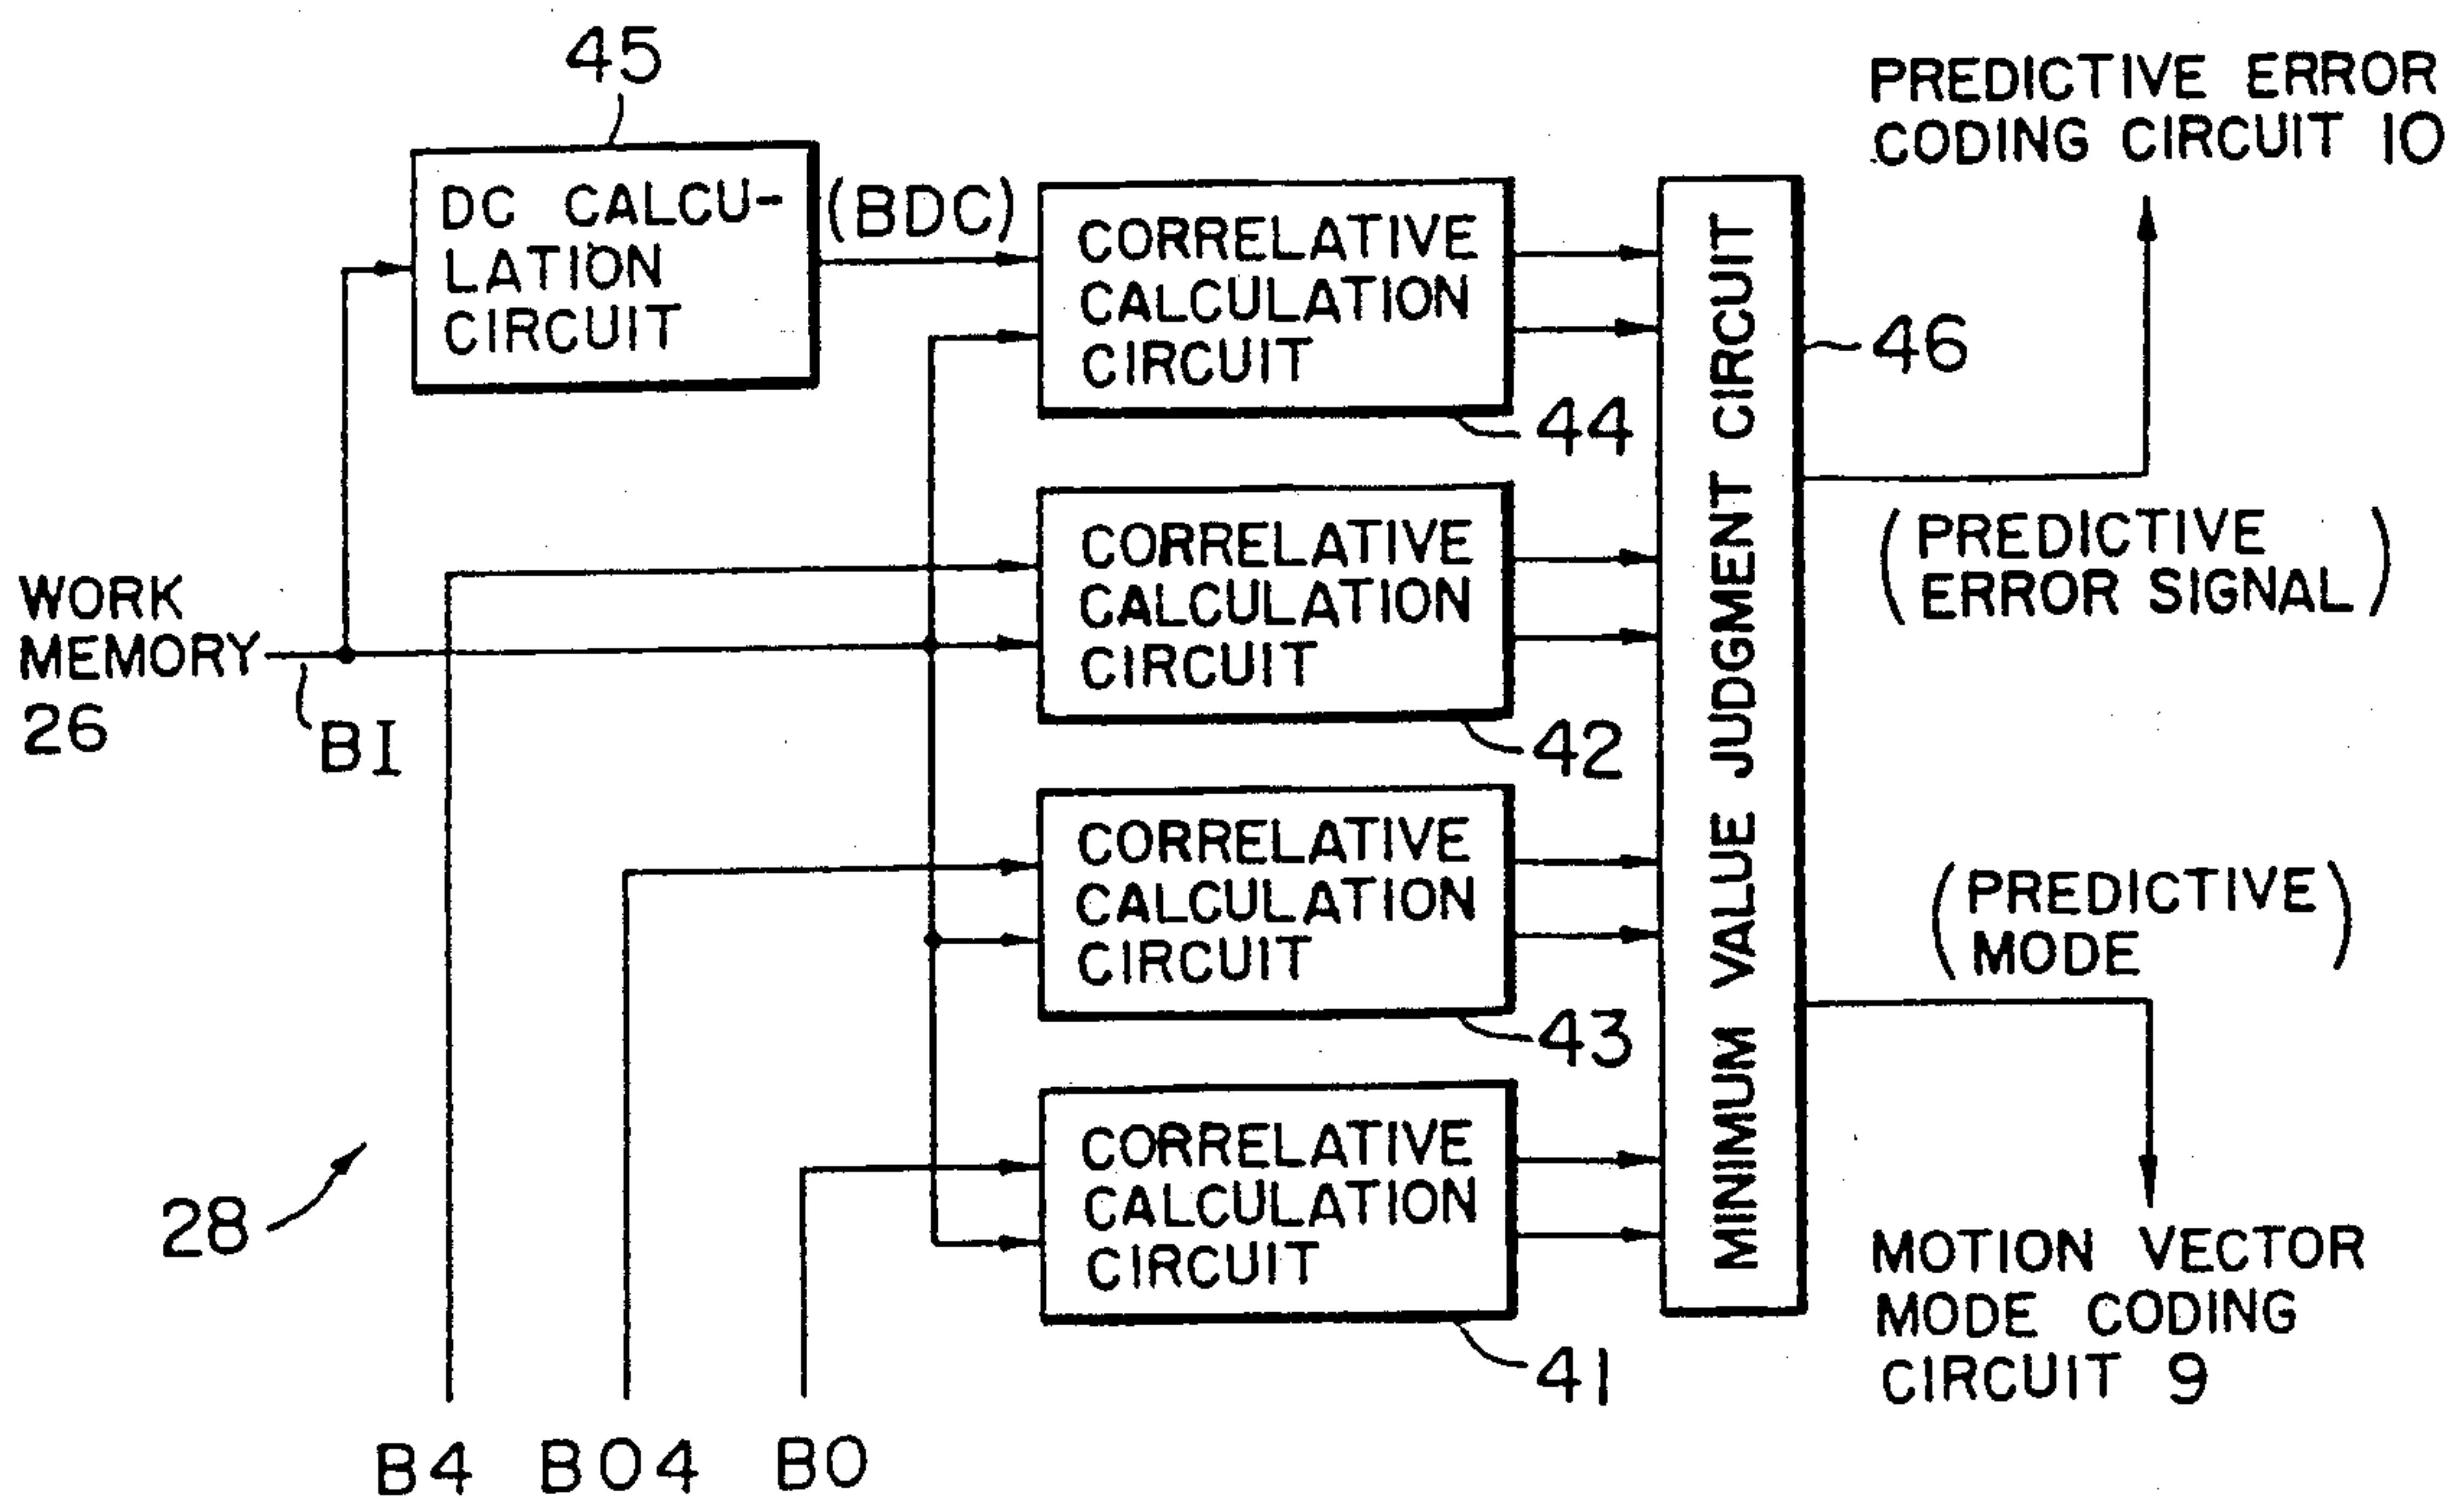 45
PREDICTIVE ERROR
CODING CIRCUIT 10
DC CALCU-
LATION
CIRCUIT
(BDC)
CORRELATIVE
CALCULATION
CIRCUIT
44
46
MINIMUM VALUE JUDGMENT CIRCUIT
(PREDICTIVE
ERROR SIGNAL)
WORK
MEMORY
26
BI
CORRELATIVE
CALCULATION
CIRCUIT
42
CORRELATIVE
CALCULATION
CIRCUIT
43
(PREDICTIVE
MODE)
28
CORRELATIVE
CALCULATION
CIRCUIT
41
MOTION VECTOR
MODE CODING
CIRCUIT 9
B4
B04
B0